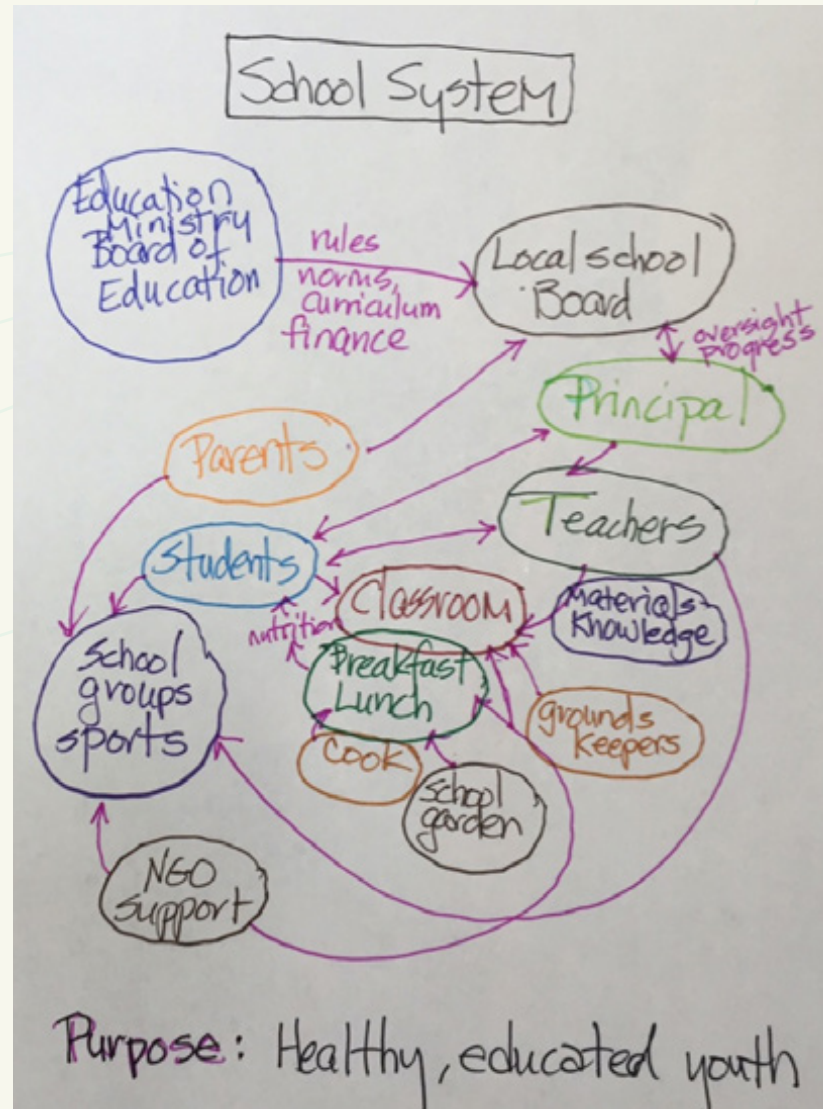 School System
Education
Ministry
Board of
Education
rules
norms,
curriculum
finance
Local school
Board
oversight
progress
Principal
Parents
Teachers
Students
Classroom
Materials-
Knowledge
nutrition
Breakfast
Lunch
school
groups
sports
grounds
keepers
Cook
school
garden
NGO
support
Purpose: Healthy, educated youth